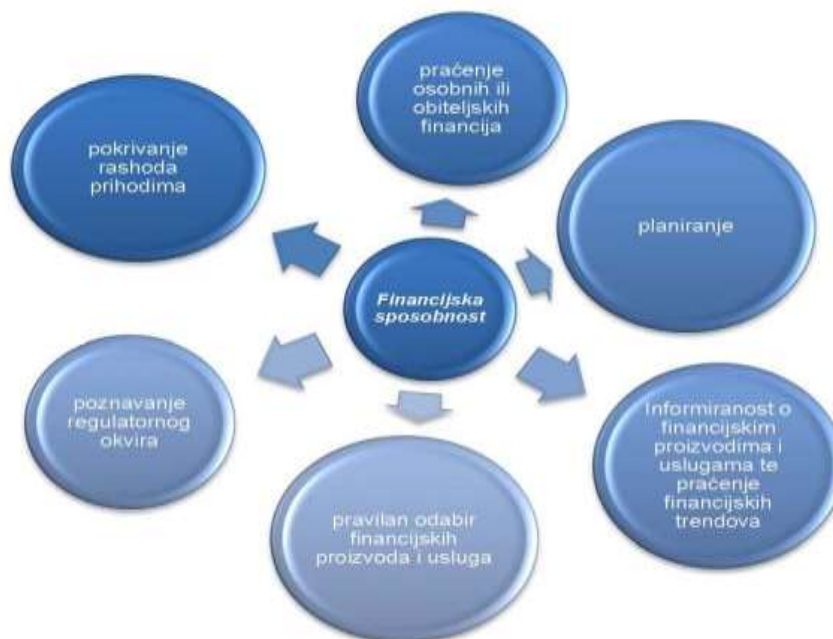 praćenje
osobnih ili
obiteljskih
financija
pokrivanje
rashoda
prihodima
planiranje
Financijska
sposobnost
poznavanje
regulatornog
okvira
Informiranost o
financijskim
proizvodima i
uslugama te
praćenje
financijskih
trendova
pravilan odabir
financijskih
proizvoda i usluga